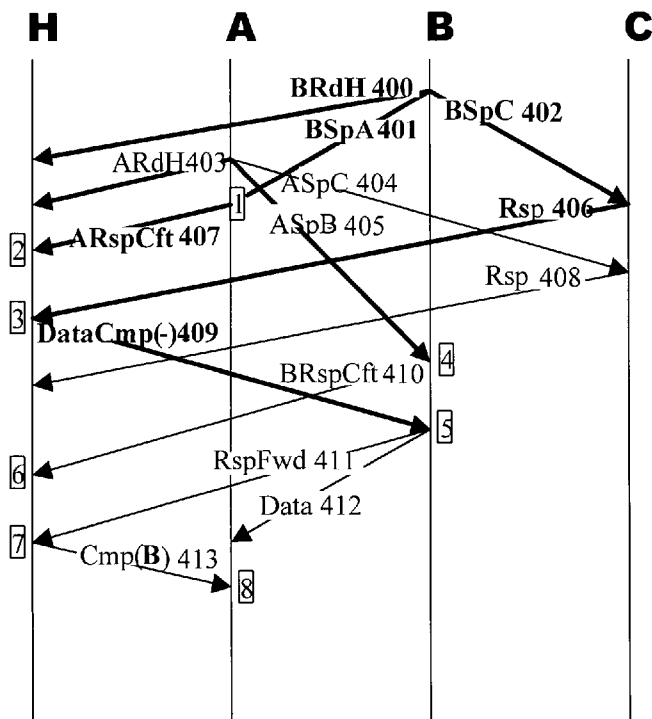 H A B C
BRdH 400
BSpC 402
BSpA 401
ARdH403
ASpC 404
1
Rsp 406
ASpB 405
ARspCft 407
2
Rsp 408
3
DataCmp(-)409
4
BRspCft 410
5
RspFwd 411
6
Data 412
7
Cmp(B) 413
8